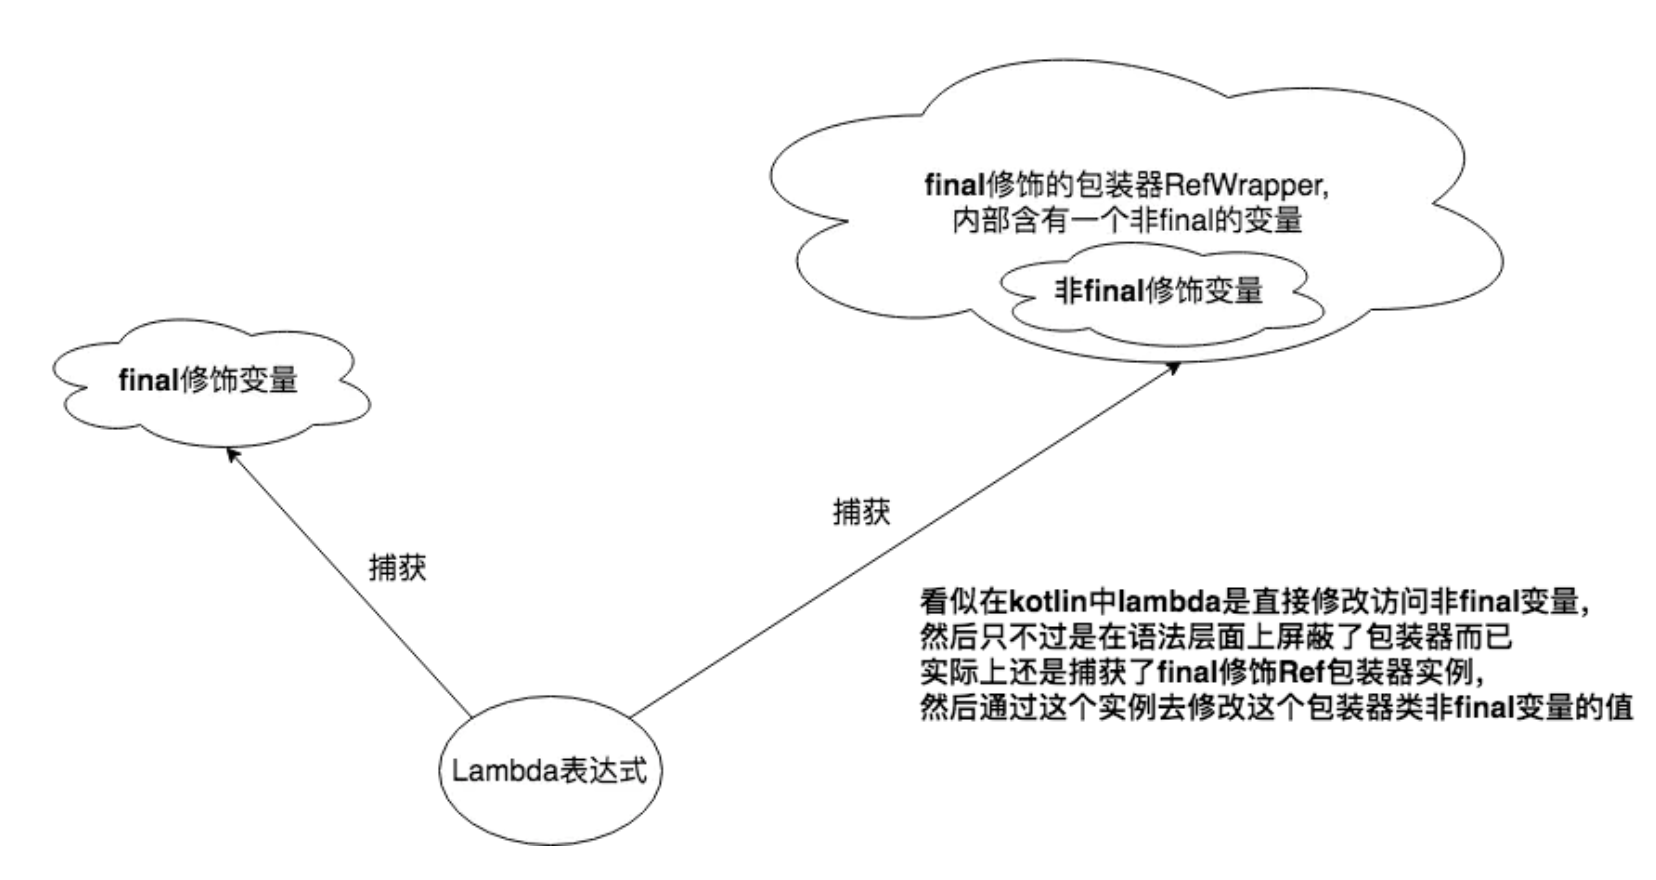 final修饰的包装器RefWrapper,
内部含有一个非final的变量
非final修饰变量
final修饰变量
捕获
捕获
看似在kotlin中lambda是直接修改访问非final变量,
然后只不过是在语法层面上屏蔽了包装器而已
实际上还是捕获了final修饰Ref包装器实例,
然后通过这个实例去修改这个包装器类非final变量的值
Lambda表达式